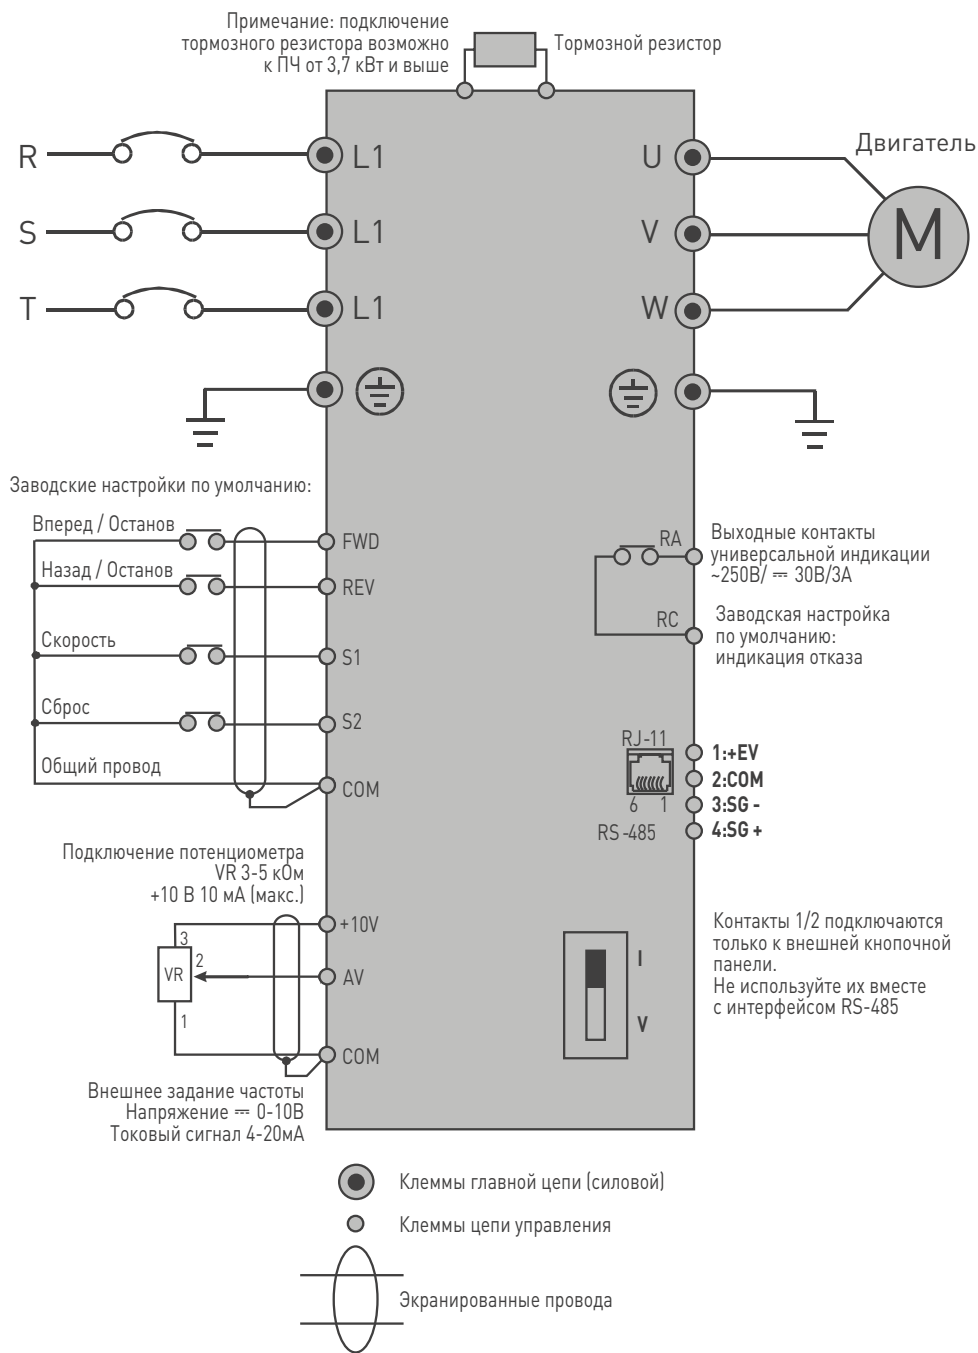 Примечание: подключение
тормозного резистора возможно
к ПЧ от 3,7 кВт и выше
Тормозной резистор
R
L1
U
Двигатель
S
L1
V
M
T
L1
W
Заводские настройки по умолчанию:
Вперед / Останов
FWD
Назад / Останов
REV
Скорость
S1
Сброс
S2
Общий провод
COM
RA
Выходные контакты
универсальной индикации
~250В/ ⎓ 30В/3А
RC
Заводская настройка
по умолчанию:
индикация отказа
RJ-11
6 1
RS-485
1:+EV
2:COM
3:SG -
4:SG +
Подключение потенциометра
VR 3-5 кОм
+10 В 10 мА (макс.)
+10V
3
VR
2
AV
1
COM
I
V
Контакты 1/2 подключаются
только к внешней кнопочной
панели.
Не используйте их вместе
с интерфейсом RS-485
Внешнее задание частоты
Напряжение ⎓ 0-10В
Токовый сигнал 4-20мА
Клеммы главной цепи (силовой)
Клеммы цепи управления
Экранированные провода